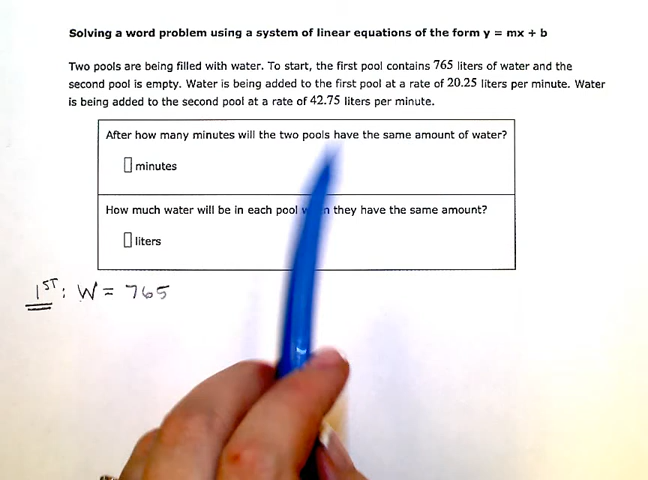 Solving a word problem using a system of linear equations of the form y = mx + b
Two pools are being filled with water. To start, the first pool contains 765 liters of water and the
second pool is empty. Water is being added to the first pool at a rate of 20.25 liters per minute. Water
is being added to the second pool at a rate of 42.75 liters per minute.
After how many minutes will the two pools have the same amount of water?
minutes
How much water will be in each pool they have the same amount?
liters
1ST: W = 765